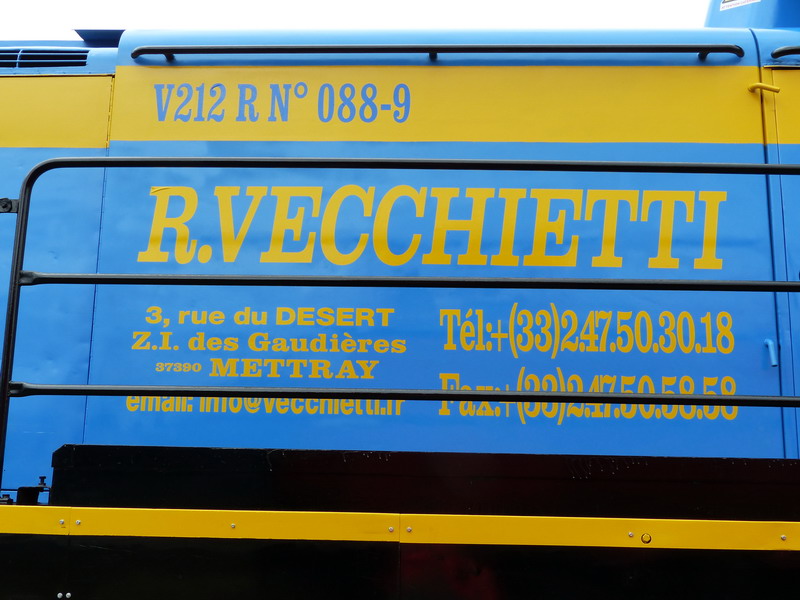 V212 R N° 088-9
R.VECCHIETTI
3, rue du DESERT
Z.I. des Gaudières
37390 METTRAY
email: info@vecchietti.fr
Tél:+(33)2.47.50.30.18
Fax:+(33)2.47.50.58.58